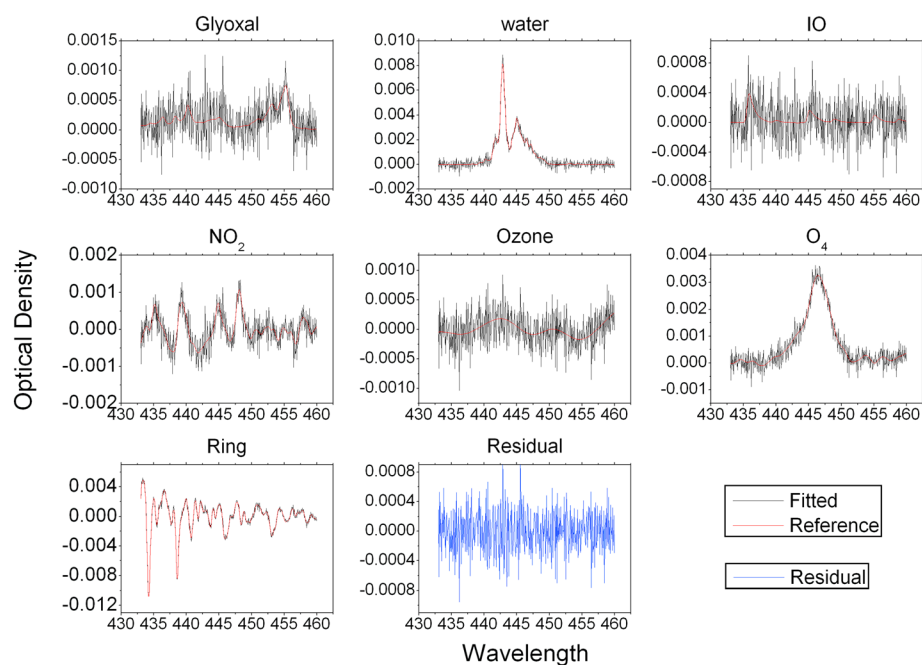 Glyoxal
water
IO
0.0015
0.0010
0.0005
0.0000
-0.0005
-0.0010
430 435 440 445 450 455 460
0.010
0.008
0.006
0.004
0.002
0.000
-0.002
430 435 440 445 450 455 460
0.0008
0.0004
0.0000
-0.0004
-0.0008
430 435 440 445 450 455 460
NO2
Ozone
O4
0.002
0.001
0.000
-0.001
-0.002
430 435 440 445 450 455 460
0.0010
0.0005
0.0000
-0.0005
-0.0010
430 435 440 445 450 455 460
0.004
0.003
0.002
0.001
0.000
-0.001
430 435 440 445 450 455 460
Optical Density
Ring
Residual
0.004
0.000
-0.004
-0.008
-0.012
430 435 440 445 450 455 460
0.0008
0.0004
0.0000
-0.0004
-0.0008
430 435 440 445 450 455 460
Fitted
Reference
Residual
Wavelength